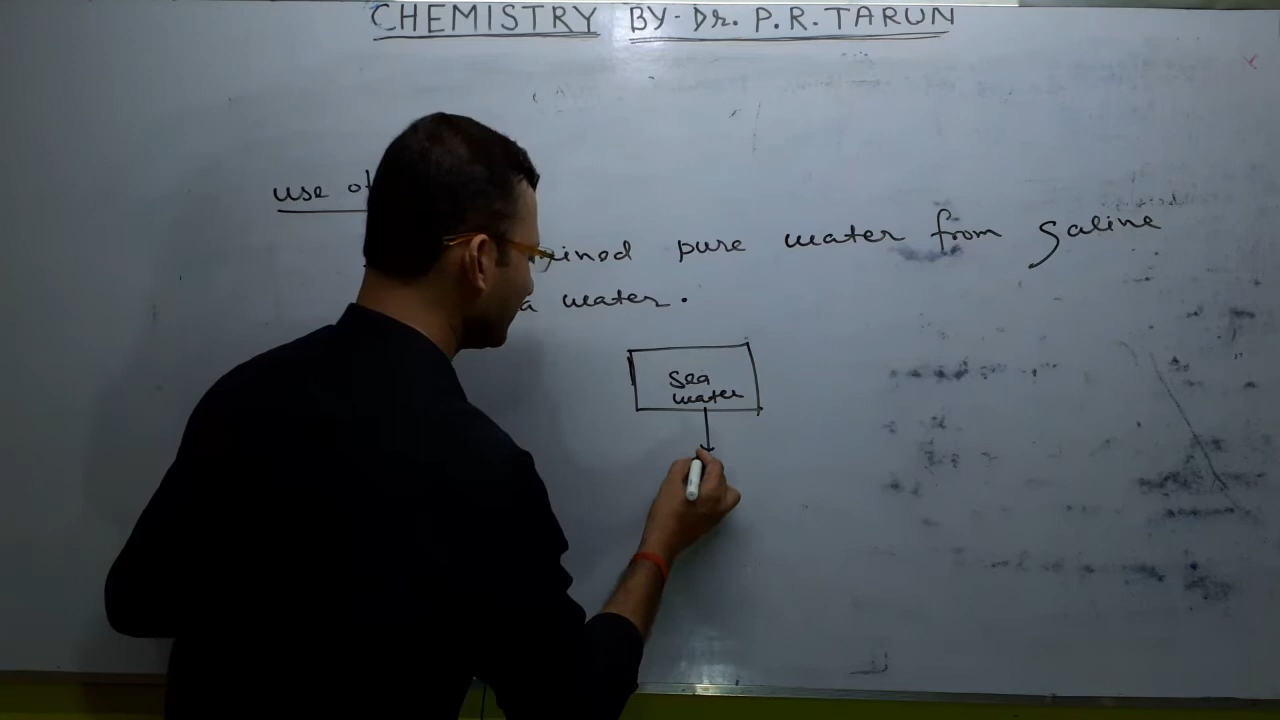 CHEMISTRY BY- Dr. P.R. TARUN
use of
pure water from Saline
water.
Sea
water